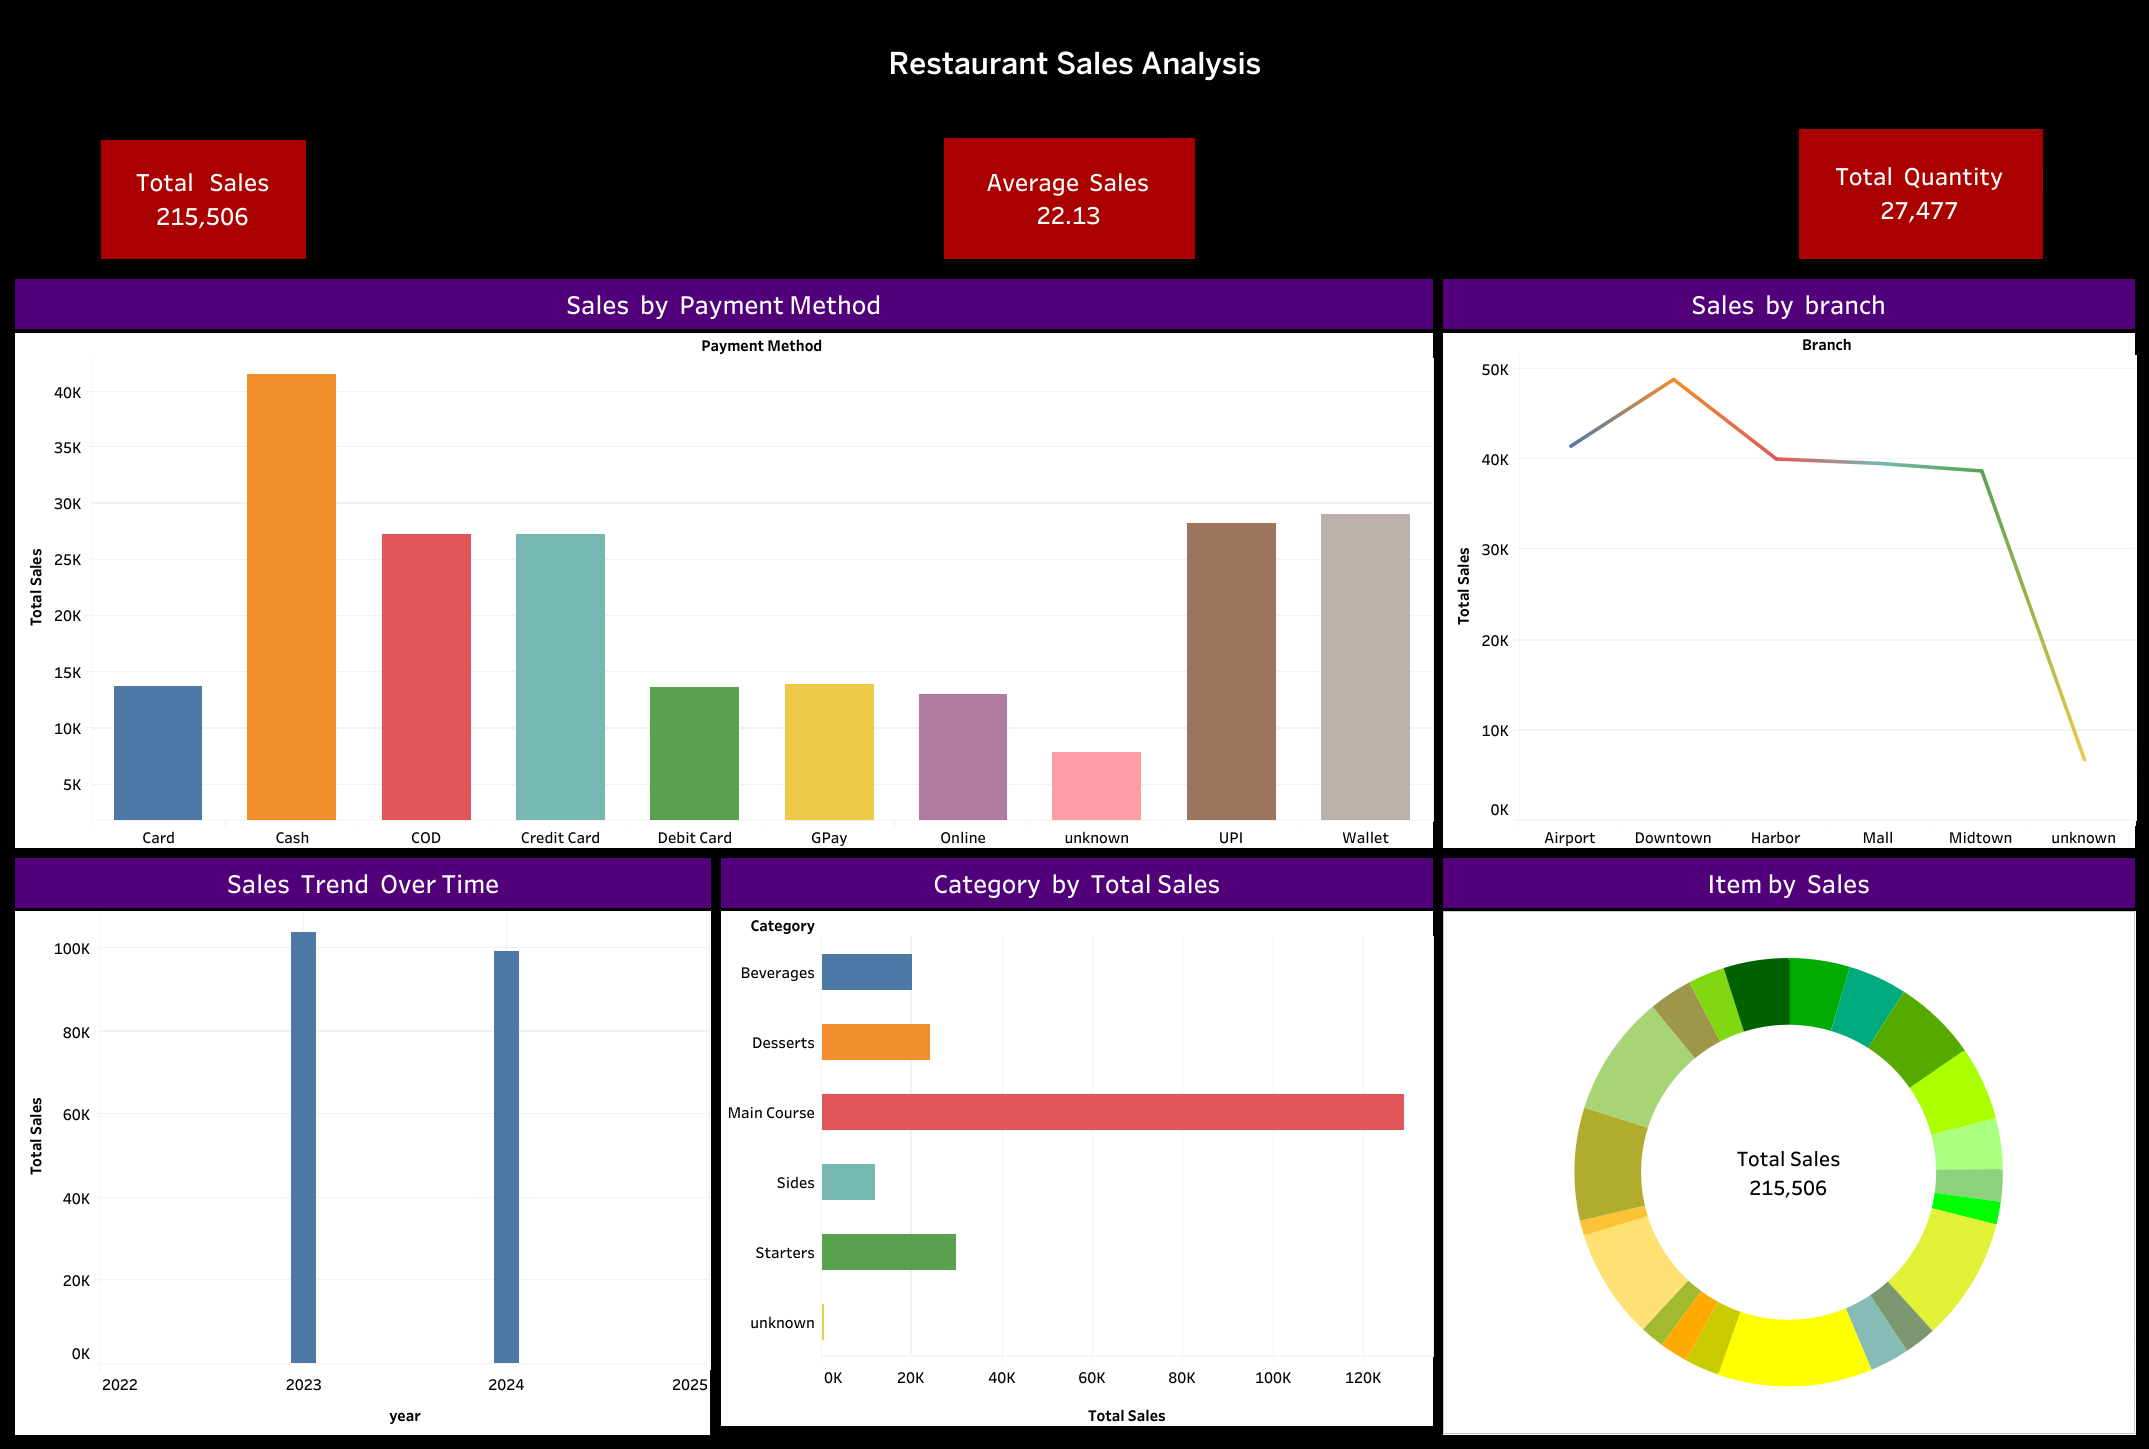 Restaurant Sales Analysis
Total Sales
215,506
Average Sales
22.13
Total Quantity
27,477
Sales by Payment Method
Payment Method
Total Sales
40K
35K
30K
25K
20K
15K
10K
5K
Card Cash COD Credit Card Debit Card GPay Online unknown UPI Wallet
Sales by branch
Branch
Total Sales
50K
40K
30K
20K
10K
0K
Airport Downtown Harbor Mall Midtown unknown
Sales Trend Over Time
Total Sales
100K
80K
60K
40K
20K
0K
2022 2023 2024 2025
year
Category by Total Sales
Category
Beverages
Desserts
Main Course
Sides
Starters
unknown
0K 20K 40K 60K 80K 100K 120K
Total Sales
Item by Sales
Total Sales
215,506